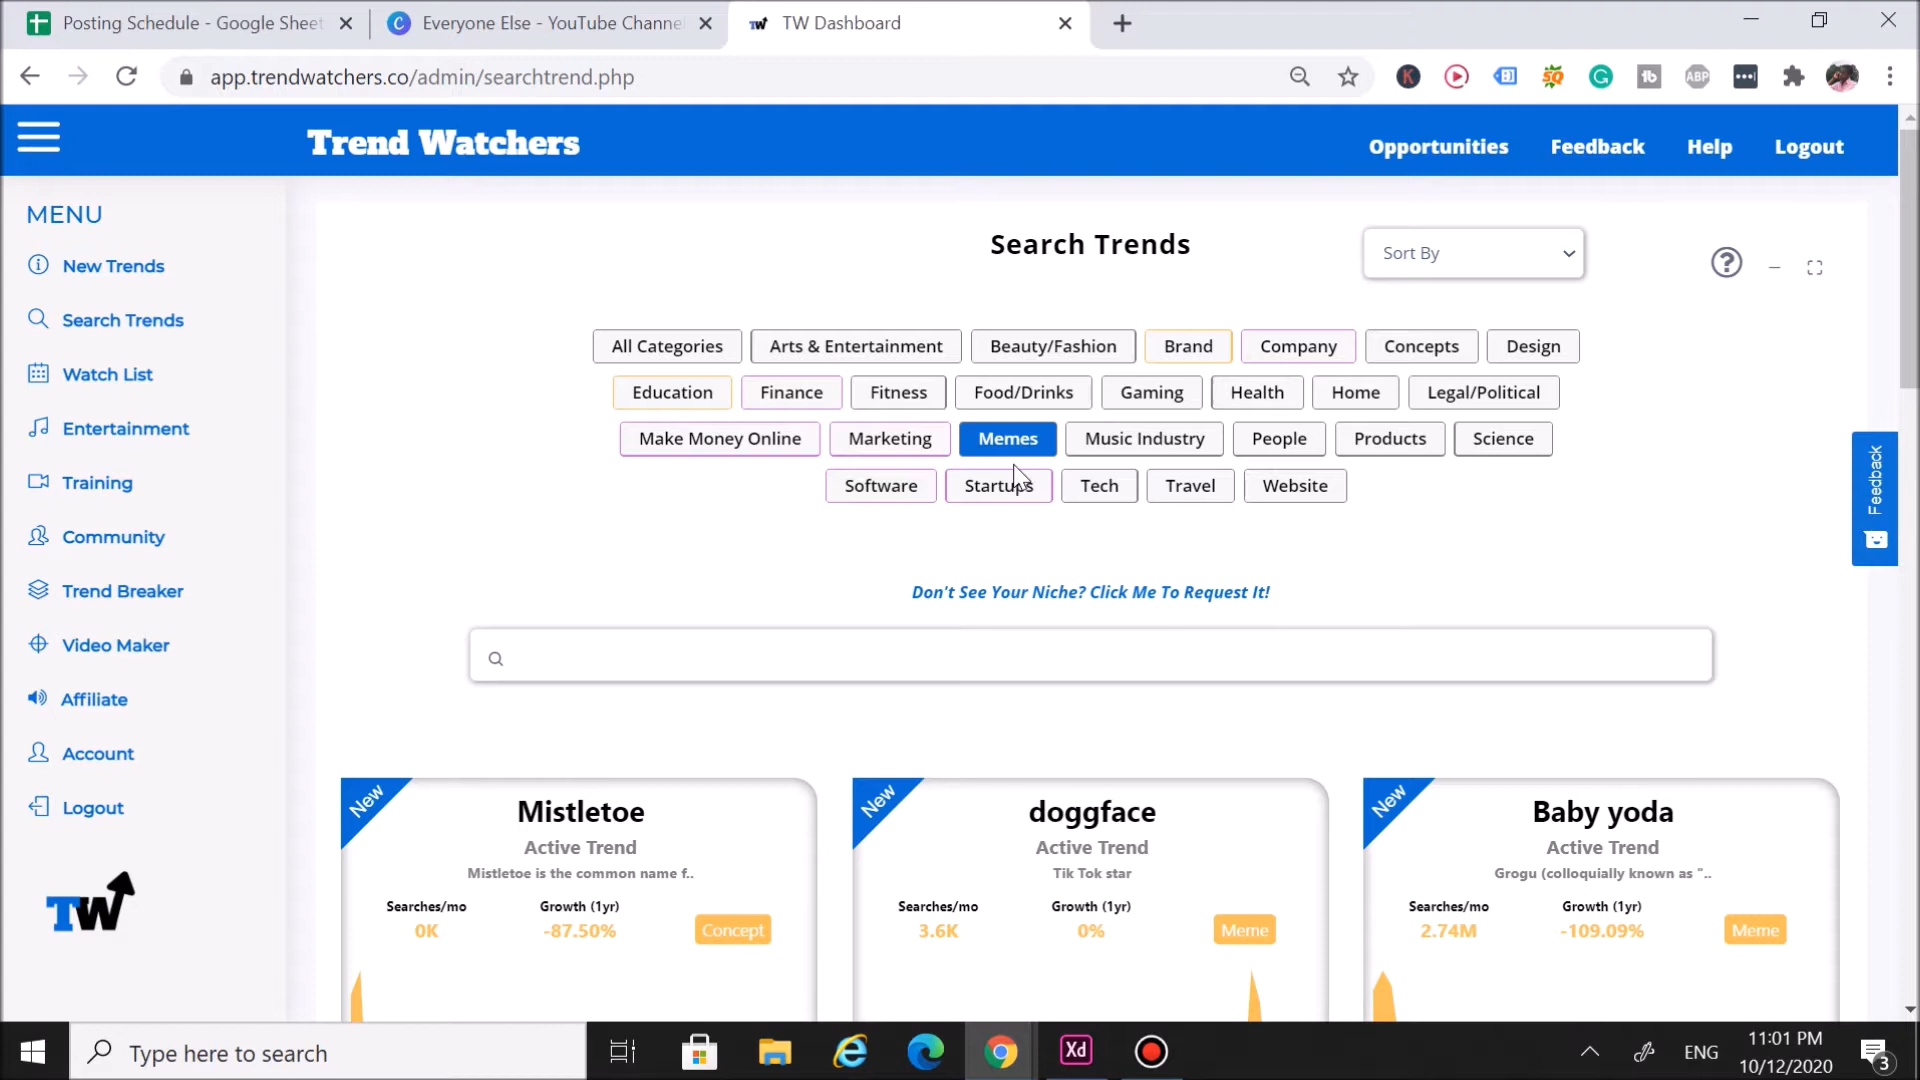 Posting Schedule - Google Sheet
Everyone Else - YouTube Channe
TW Dashboard
app.trendwatchers.co/admin/searchtrend.php
Trend Watchers
Opportunities Feedback Help Logout
MENU
New Trends
Search Trends
Watch List
Entertainment
Training
Community
Trend Breaker
Video Maker
Affiliate
Account
Logout
TW
Search Trends
Sort By
All Categories Arts & Entertainment Beauty/Fashion Brand Company Concepts Design
Education Finance Fitness Food/Drinks Gaming Health Home Legal/Political
Make Money Online Marketing Memes Music Industry People Products Science
Software Startups Tech Travel Website
Feedback
Don't See Your Niche? Click Me To Request It!
New
Mistletoe
Active Trend
Mistletoe is the common name f..
Searches/mo Growth (1yr)
0K -87.50% Concept
New
doggface
Active Trend
Tik Tok star
Searches/mo Growth (1yr)
3.6K 0% Meme
New
Baby yoda
Active Trend
Grogu (colloquially known as "..
Searches/mo Growth (1yr)
2.74M -109.09% Meme
Type here to search
Xd
ENG
11:01 PM
10/12/2020
3